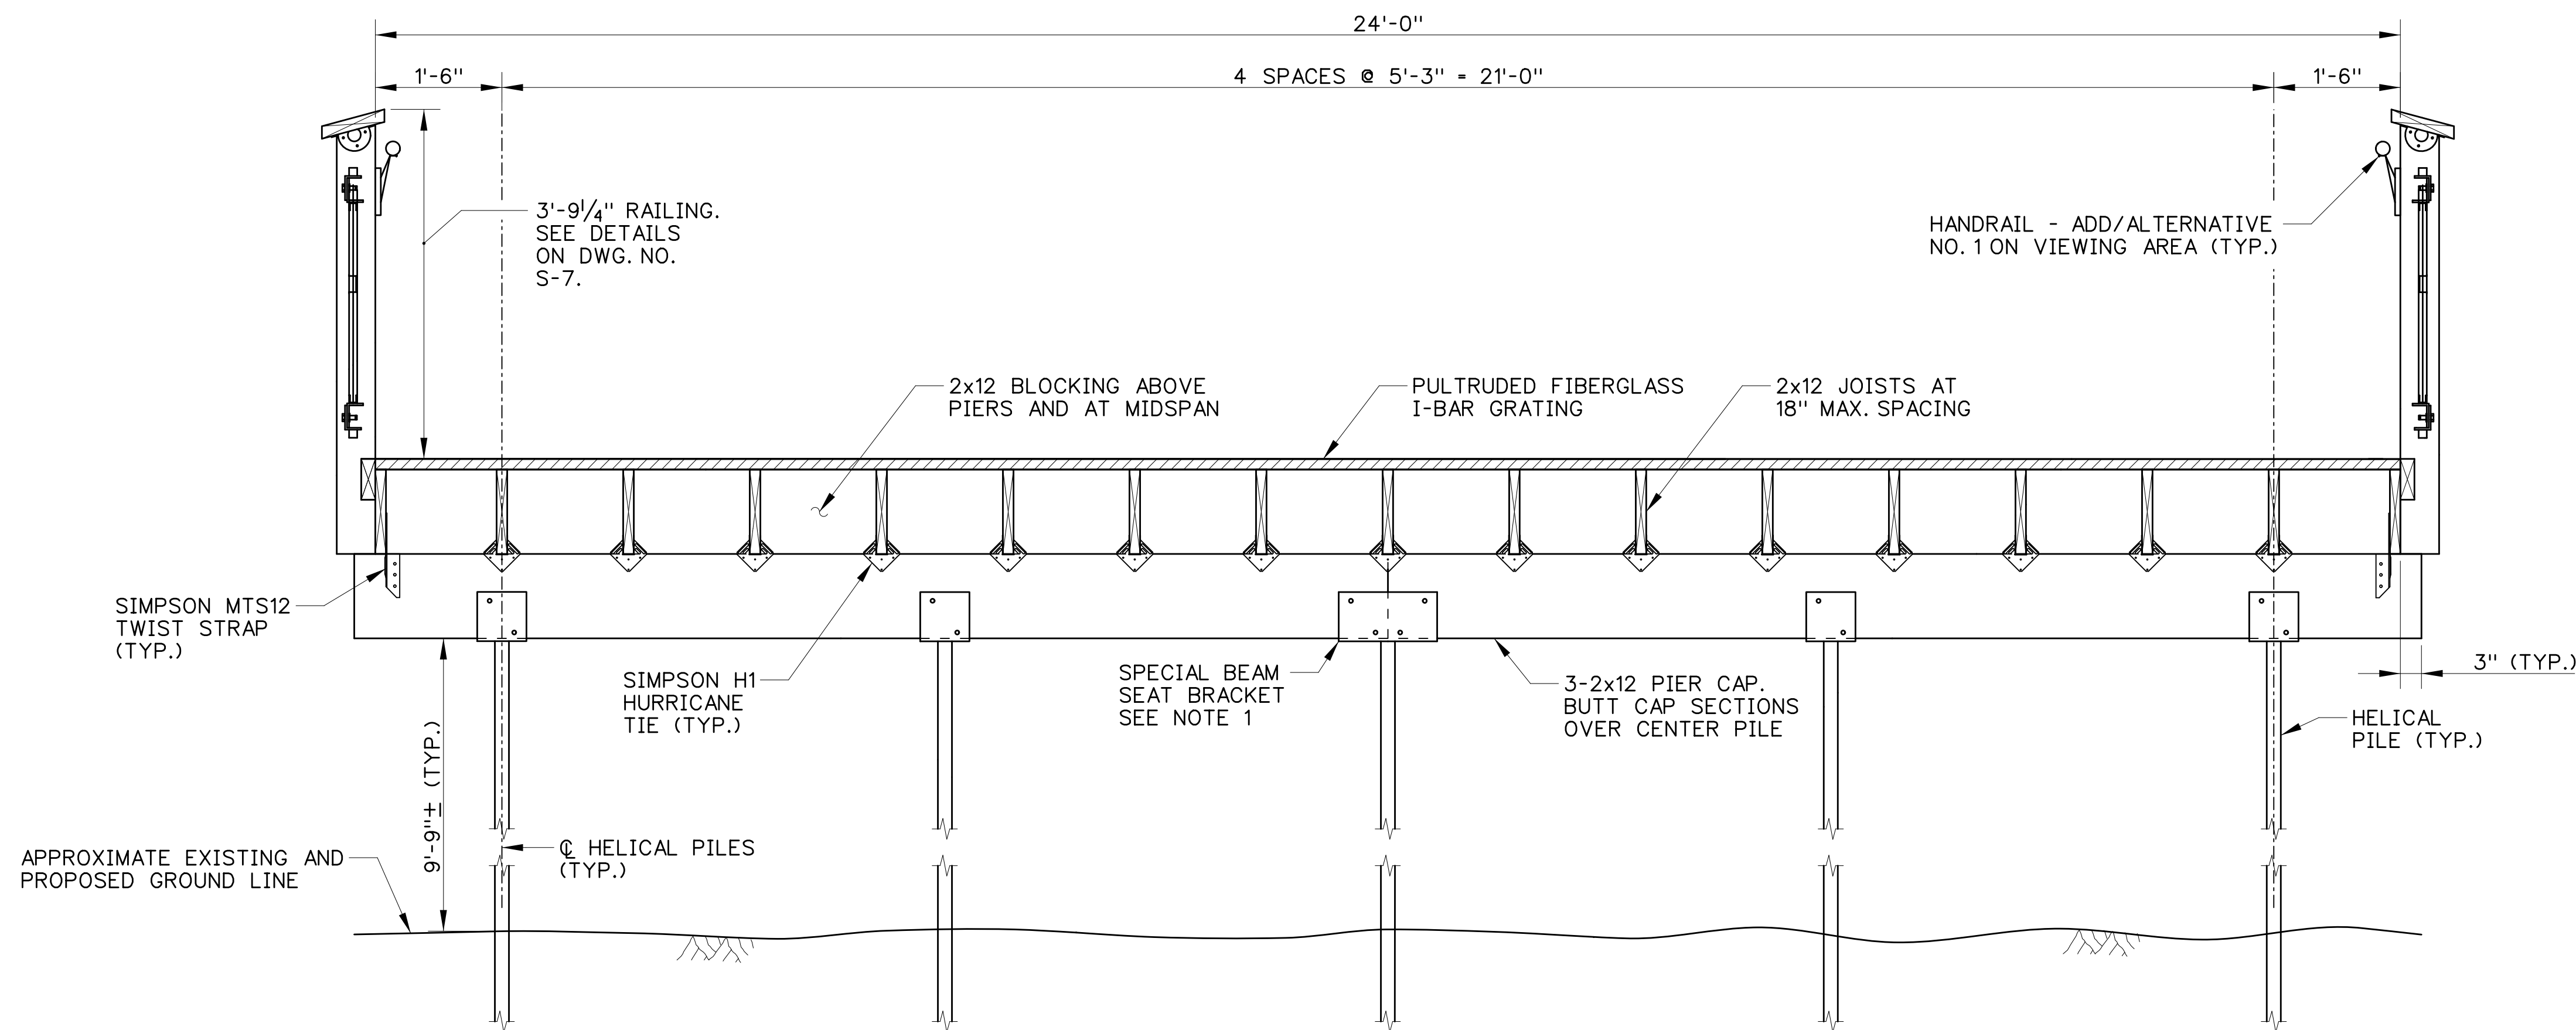 24'-0"
1'-6"
4 SPACES @ 5'-3" = 21'-0"
1'-6"
3'-9 1/4" RAILING.
SEE DETAILS
ON DWG. NO.
S-7.
HANDRAIL - ADD/ALTERNATIVE
NO. 1 ON VIEWING AREA (TYP.)
2x12 BLOCKING ABOVE
PIERS AND AT MIDSPAN
PULTRUDED FIBERGLASS
I-BAR GRATING
2x12 JOISTS AT
18" MAX. SPACING
SIMPSON MTS12
TWIST STRAP
(TYP.)
SIMPSON H1
HURRICANE
TIE (TYP.)
SPECIAL BEAM
SEAT BRACKET
SEE NOTE 1
3-2x12 PIER CAP.
BUTT CAP SECTIONS
OVER CENTER PILE
3" (TYP.)
HELICAL
PILE (TYP.)
9'-9"± (TYP.)
℄ HELICAL PILES
(TYP.)
APPROXIMATE EXISTING AND
PROPOSED GROUND LINE